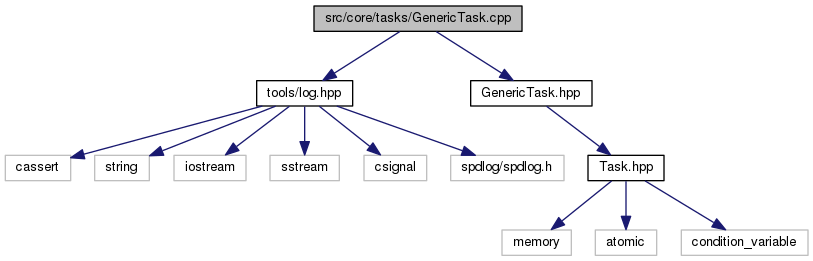 src/core/tasks/GenericTask.cpp
tools/log.hpp
GenericTask.hpp
cassert
string
iostream
sstream
csignal
spdlog/spdlog.h
Task.hpp
memory
atomic
condition_variable